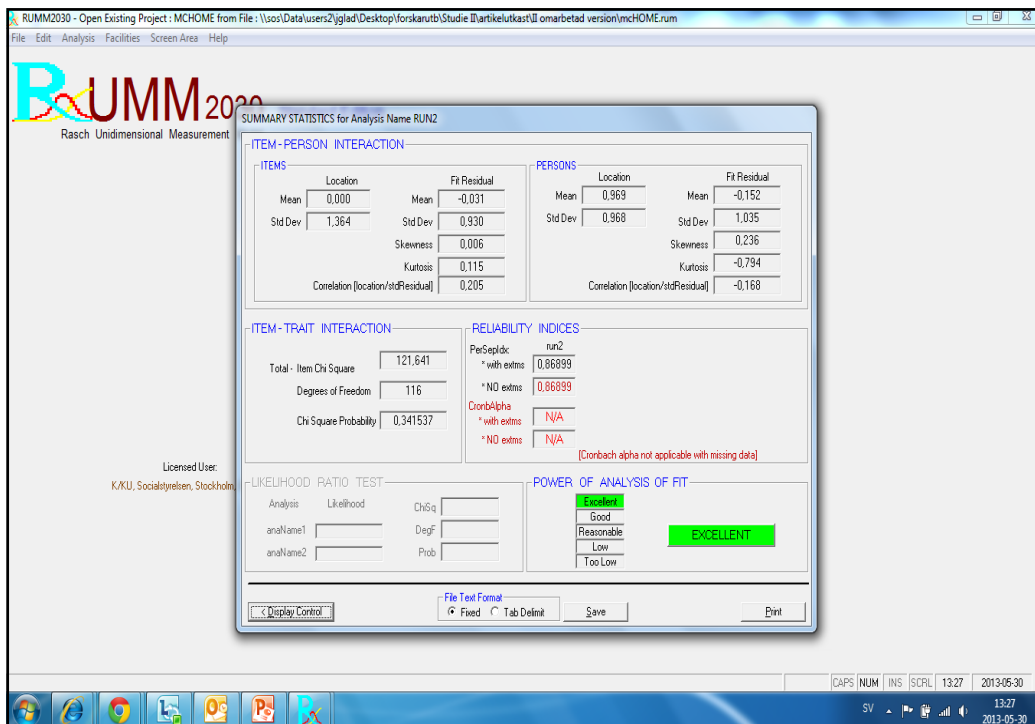 RUMM2030 - Open Existing Project : MCHOME from File : \\sos\Data\users2\jglad\Desktop\forskarutb\Studie II\artikelutkast\II omarbetad version\mcHOME.rum
File Edit Analysis Facilities Screen Area Help
RUMM 2030
Rasch Unidimensional Measurement
SUMMARY STATISTICS for Analysis Name RUN2
ITEM-PERSON INTERACTION
ITEMS
Location Fit Residual
Mean 0,000 Mean -0,031
Std Dev 1,364 Std Dev 0,930
Skewness 0,006
Kurtosis 0,115
Correlation [location/stdResidual] 0,205
PERSONS
Location Fit Residual
Mean 0,969 Mean -0,152
Std Dev 0,968 Std Dev 1,035
Skewness 0,236
Kurtosis -0,794
Correlation [location/stdResidual] -0,168
ITEM-TRAIT INTERACTION
Total - Item Chi Square 121,641
Degrees of Freedom 116
Chi Square Probability 0,341537
RELIABILITY INDICES
PerSepIdx: run2
* with extms 0,86899
* NO extms 0,86899
CronbAlpha
* with extms N/A
* NO extms N/A
[Cronbach alpha not applicable with missing data]
Licensed User:
K/KU, Socialstyrelsen, Stockholm,
LIKELIHOOD RATIO TEST
Analysis Likelihood ChiSq
anaName1 DegF
anaName2 Prob
POWER OF ANALYSIS OF FIT
Excellent
Good
Reasonable
Low
Too Low
EXCELLENT
< Display Control
File Text Format
Fixed Tab Delimit
Save
Print
CAPS NUM INS SCRL 13:27 2013-05-30
SV 13:27
2013-05-30